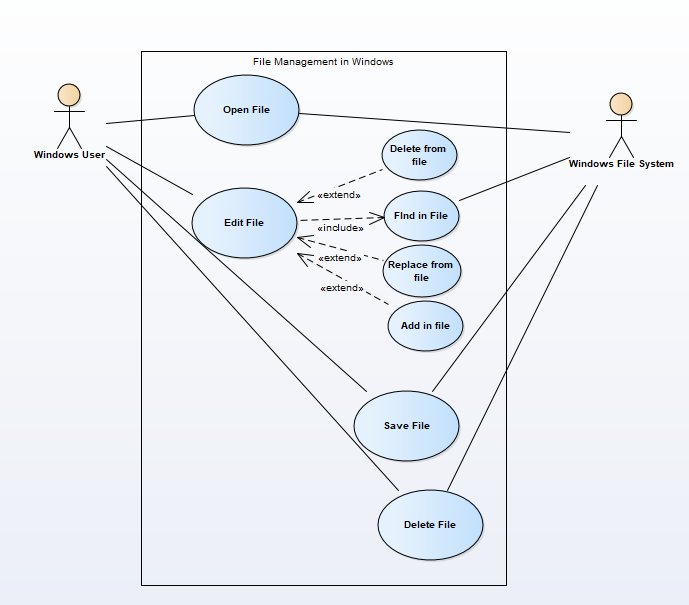 File Management in Windows
Open File
Windows User
Windows File System
Delete from
file
«extend»
Edit File
FInd in File
«include»
«extend»
Replace from
file
«extend»
Add in file
Save File
Delete File